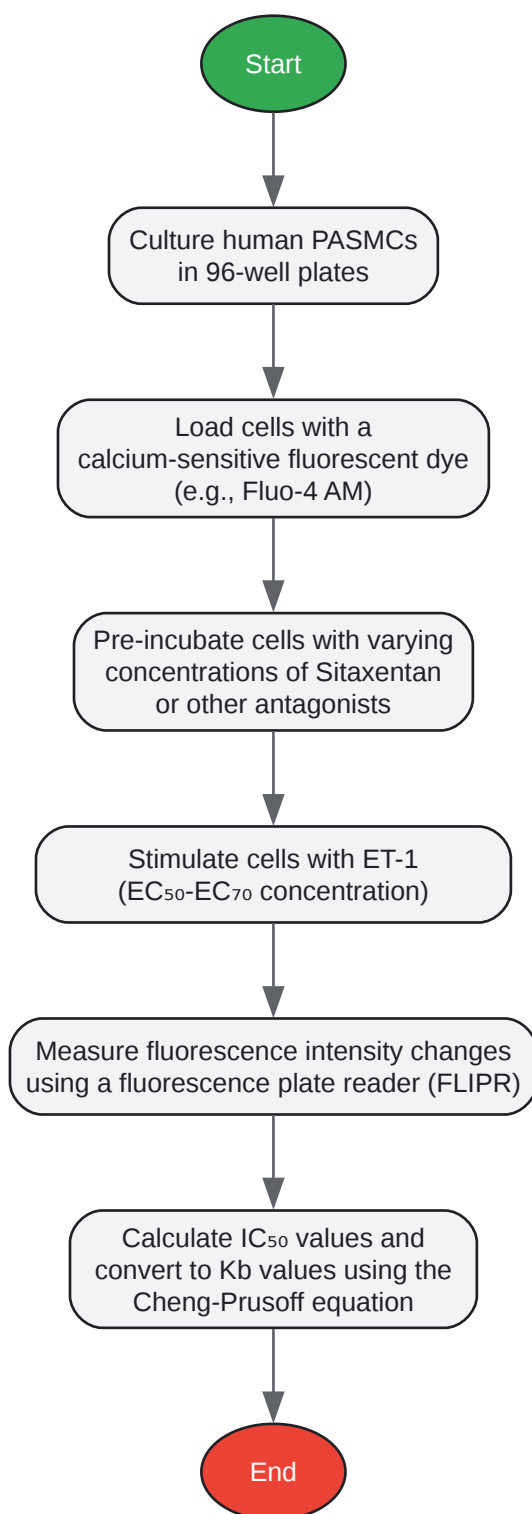 Start
Culture human PASMCs
in 96-well plates
Load cells with a
calcium-sensitive fluorescent dye
(e.g., Fluo-4 AM)
Pre-incubate cells with varying
concentrations of Sitaxentan
or other antagonists
Stimulate cells with ET-1
(EC₅₀-EC₇₀ concentration)
Measure fluorescence intensity changes
using a fluorescence plate reader (FLIPR)
Calculate IC₅₀ values and
convert to Kb values using the
Cheng-Prusoff equation
End